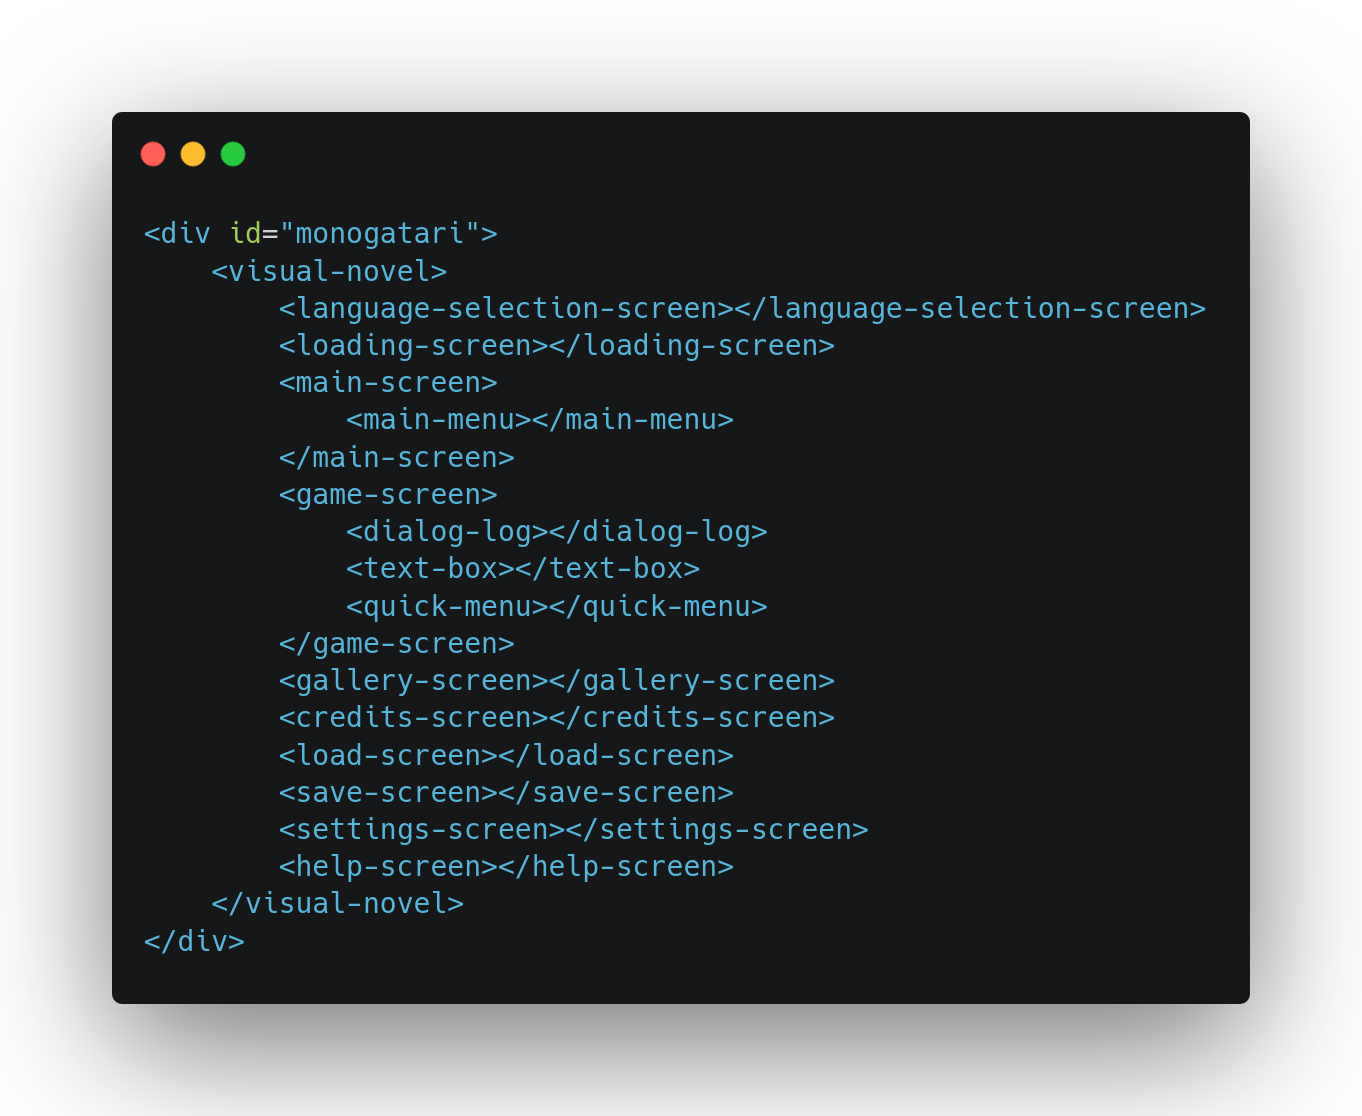 <div id="monogatari">
    <visual-novel>
        <language-selection-screen></language-selection-screen>
        <loading-screen></loading-screen>
        <main-screen>
            <main-menu></main-menu>
        </main-screen>
        <game-screen>
            <dialog-log></dialog-log>
            <text-box></text-box>
            <quick-menu></quick-menu>
        </game-screen>
        <gallery-screen></gallery-screen>
        <credits-screen></credits-screen>
        <load-screen></load-screen>
        <save-screen></save-screen>
        <settings-screen></settings-screen>
        <help-screen></help-screen>
    </visual-novel>
</div>